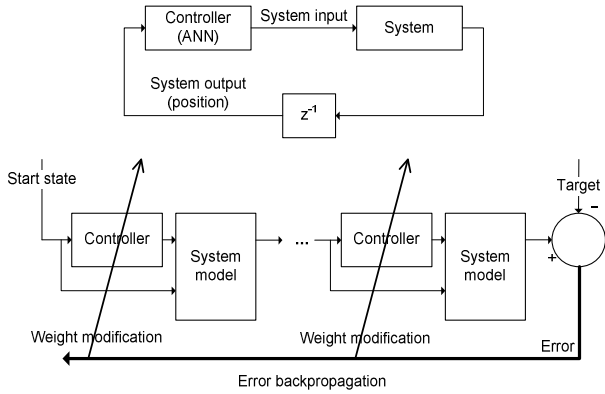 Controller
(ANN)
System input
System
System output
(position)
z⁻¹
Start state
Target
−
Controller
System
model
...
Controller
System
model
+
Weight modification
Weight modification
Error
Error backpropagation